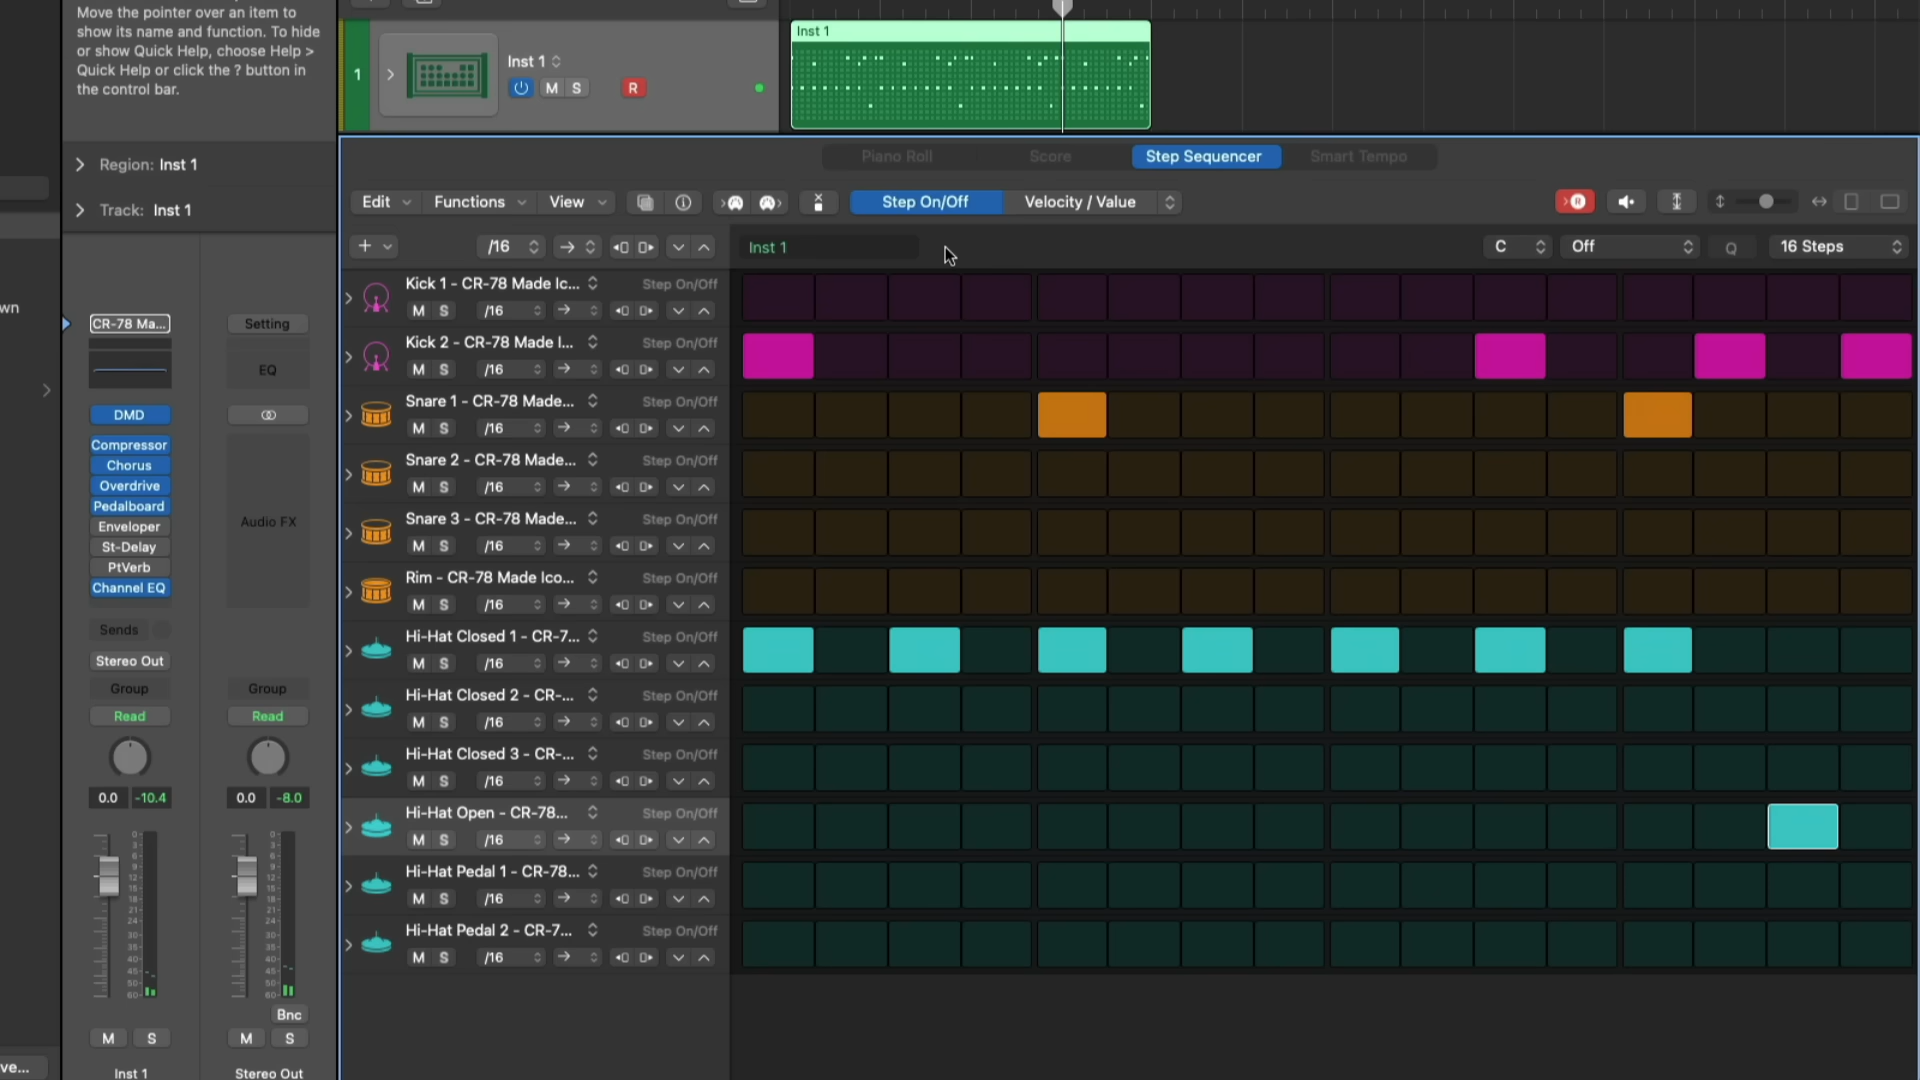 Move the pointer over an item to
show its name and function. To hide
or show Quick Help, choose Help >
Quick Help or click the ? button in
the control bar.
Region: Inst 1
Track: Inst 1
wn
CR-78 Ma...
Setting
EQ
DMD
Compressor
Chorus
Overdrive
Pedalboard
Enveloper
St-Delay
PtVerb
Channel EQ
Audio FX
Sends
Stereo Out
Group
Group
Read
Read
0.0 -10.4
0.0 -8.0
Bnc
M S
M S
ve...
Inst 1
Stereo Out
1
Inst 1
M S R
Inst 1
Piano Roll
Score
Step Sequencer
Smart Tempo
Edit
Functions
View
Step On/Off
Velocity / Value
/16
Inst 1
C
Off
Q
16 Steps
Kick 1 - CR-78 Made Ic...
Step On/Off
M S /16
Kick 2 - CR-78 Made I...
Step On/Off
M S /16
Snare 1 - CR-78 Made...
Step On/Off
M S /16
Snare 2 - CR-78 Made...
Step On/Off
M S /16
Snare 3 - CR-78 Made...
Step On/Off
M S /16
Rim - CR-78 Made Ico...
Step On/Off
M S /16
Hi-Hat Closed 1 - CR-7...
Step On/Off
M S /16
Hi-Hat Closed 2 - CR-...
Step On/Off
M S /16
Hi-Hat Closed 3 - CR-...
Step On/Off
M S /16
Hi-Hat Open - CR-78...
Step On/Off
M S /16
Hi-Hat Pedal 1 - CR-78...
Step On/Off
M S /16
Hi-Hat Pedal 2 - CR-7...
Step On/Off
M S /16